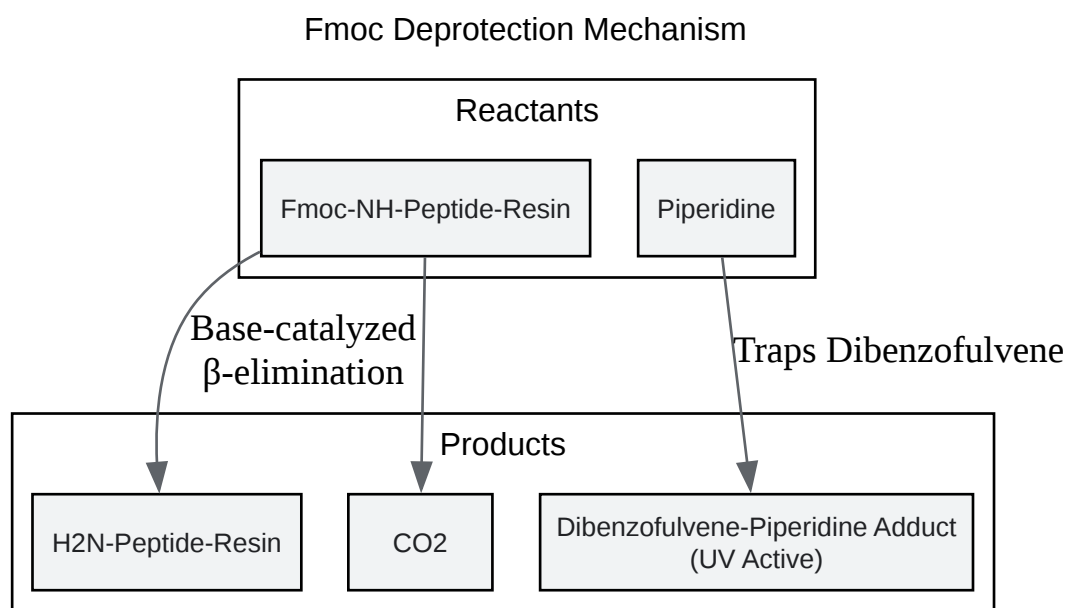 Fmoc Deprotection Mechanism
Reactants
Fmoc-NH-Peptide-Resin
Piperidine
Base-catalyzed
β-elimination
Traps Dibenzofulvene
Products
H2N-Peptide-Resin
CO2
Dibenzofulvene-Piperidine Adduct
(UV Active)